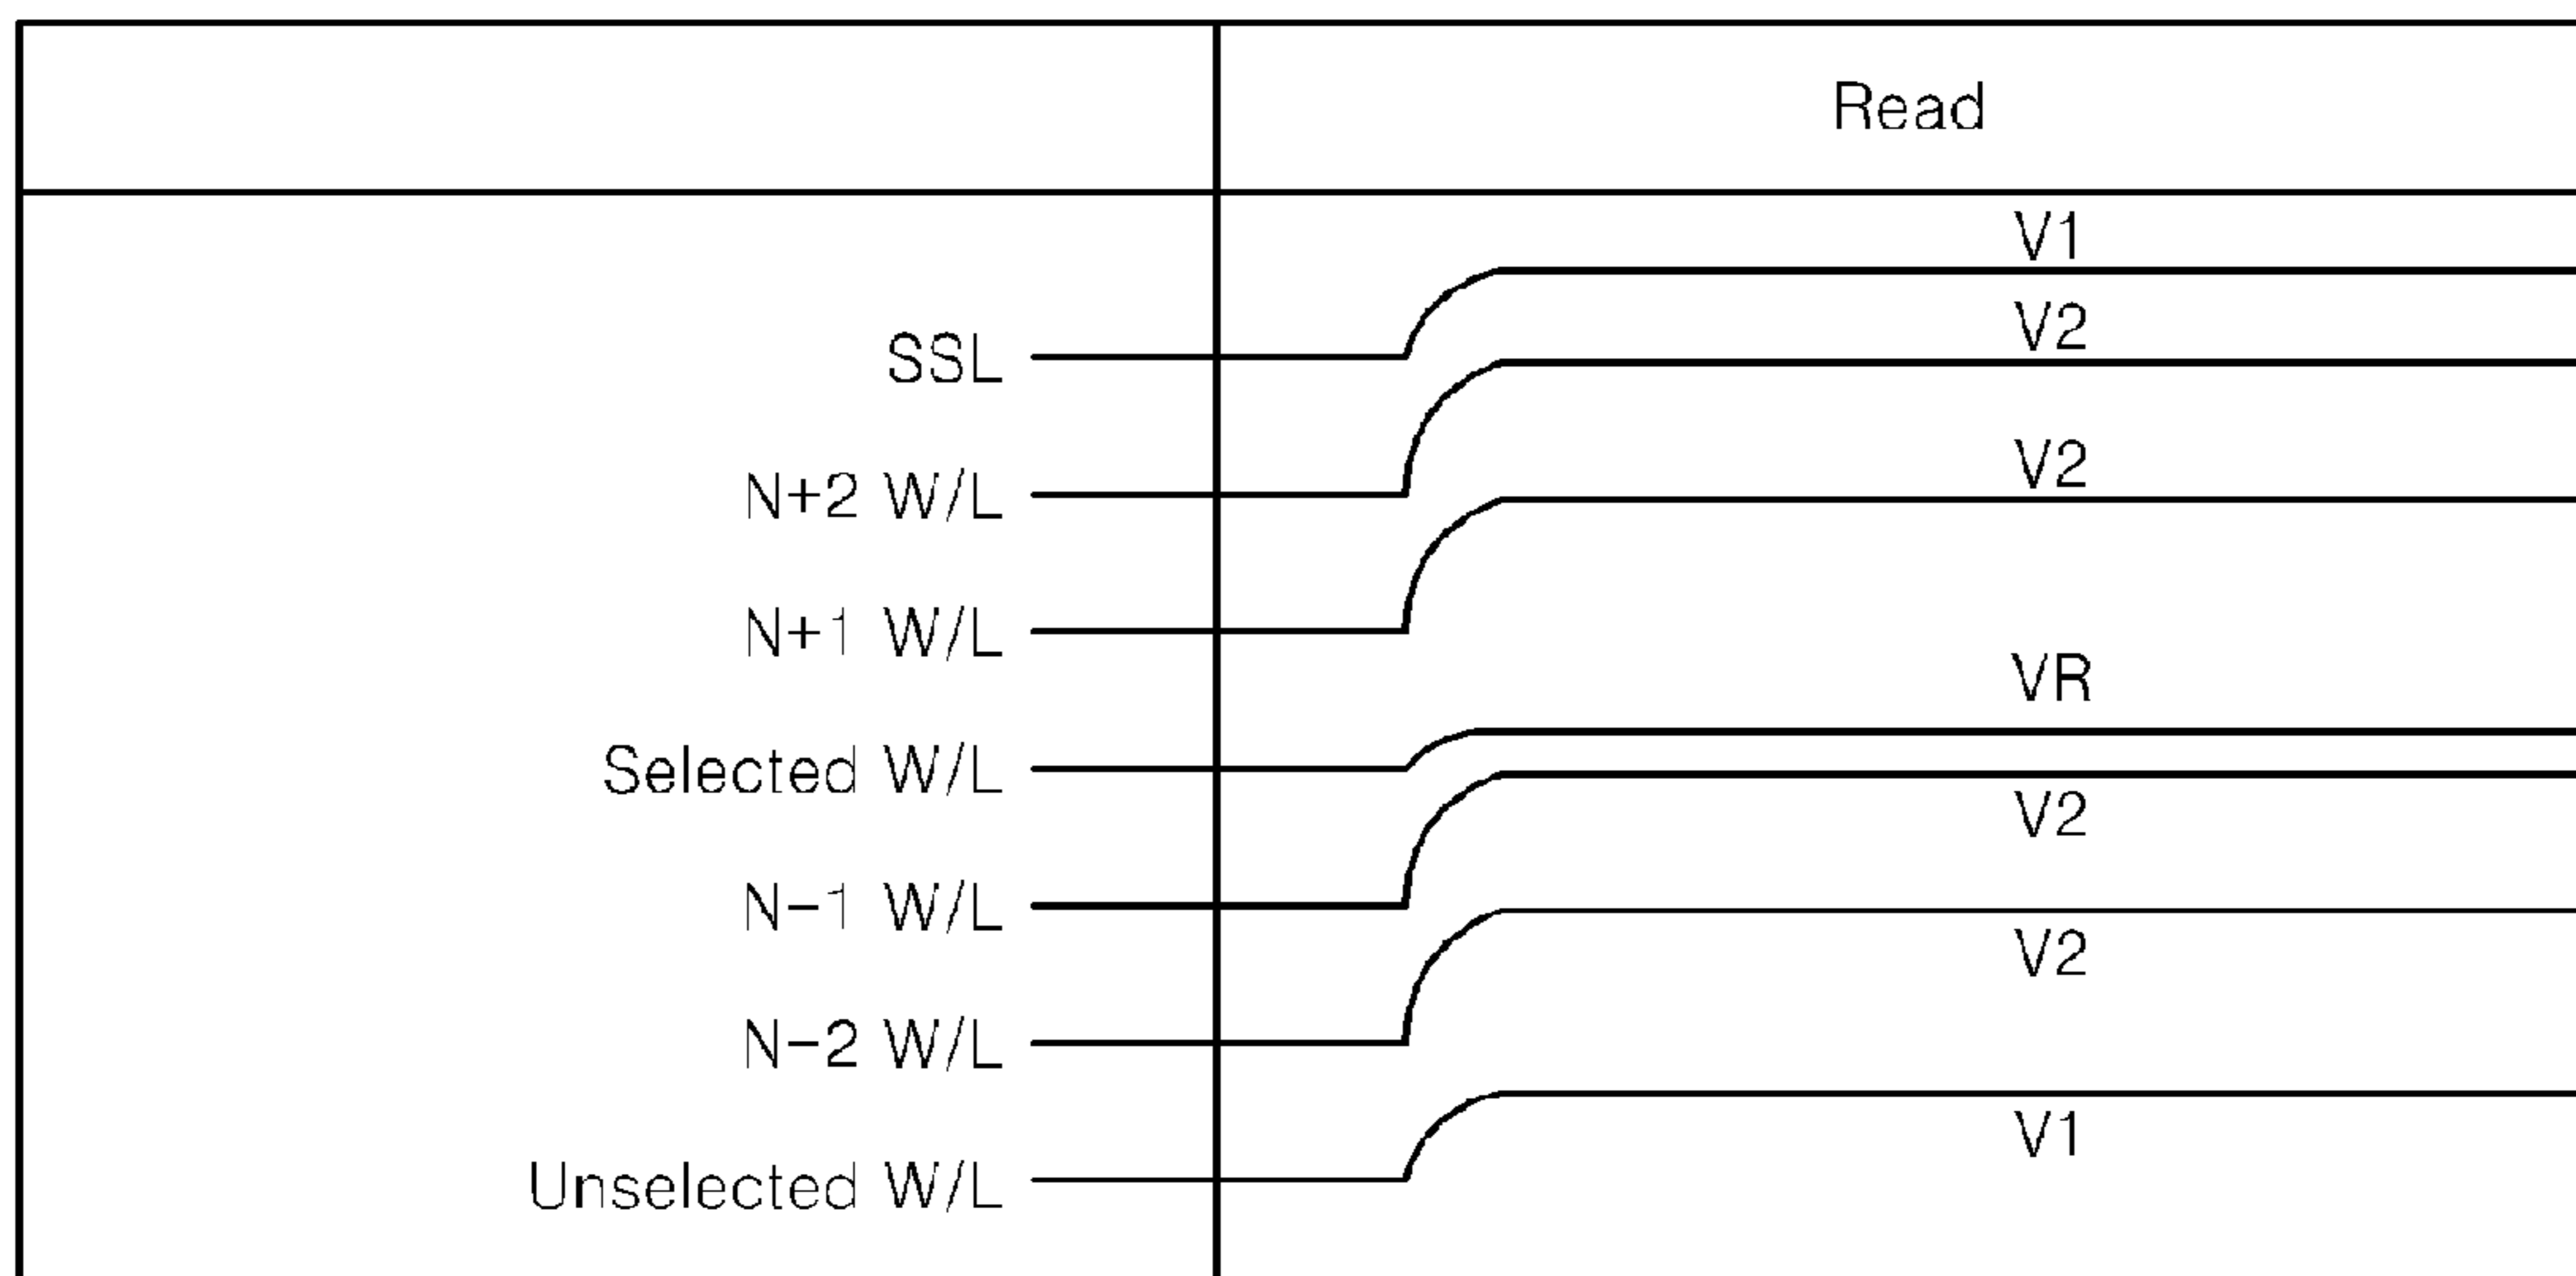 Read
V1
SSL
V2
N+2 W/L
V2
N+1 W/L
VR
Selected W/L
V2
N-1 W/L
V2
N-2 W/L
V1
Unselected W/L